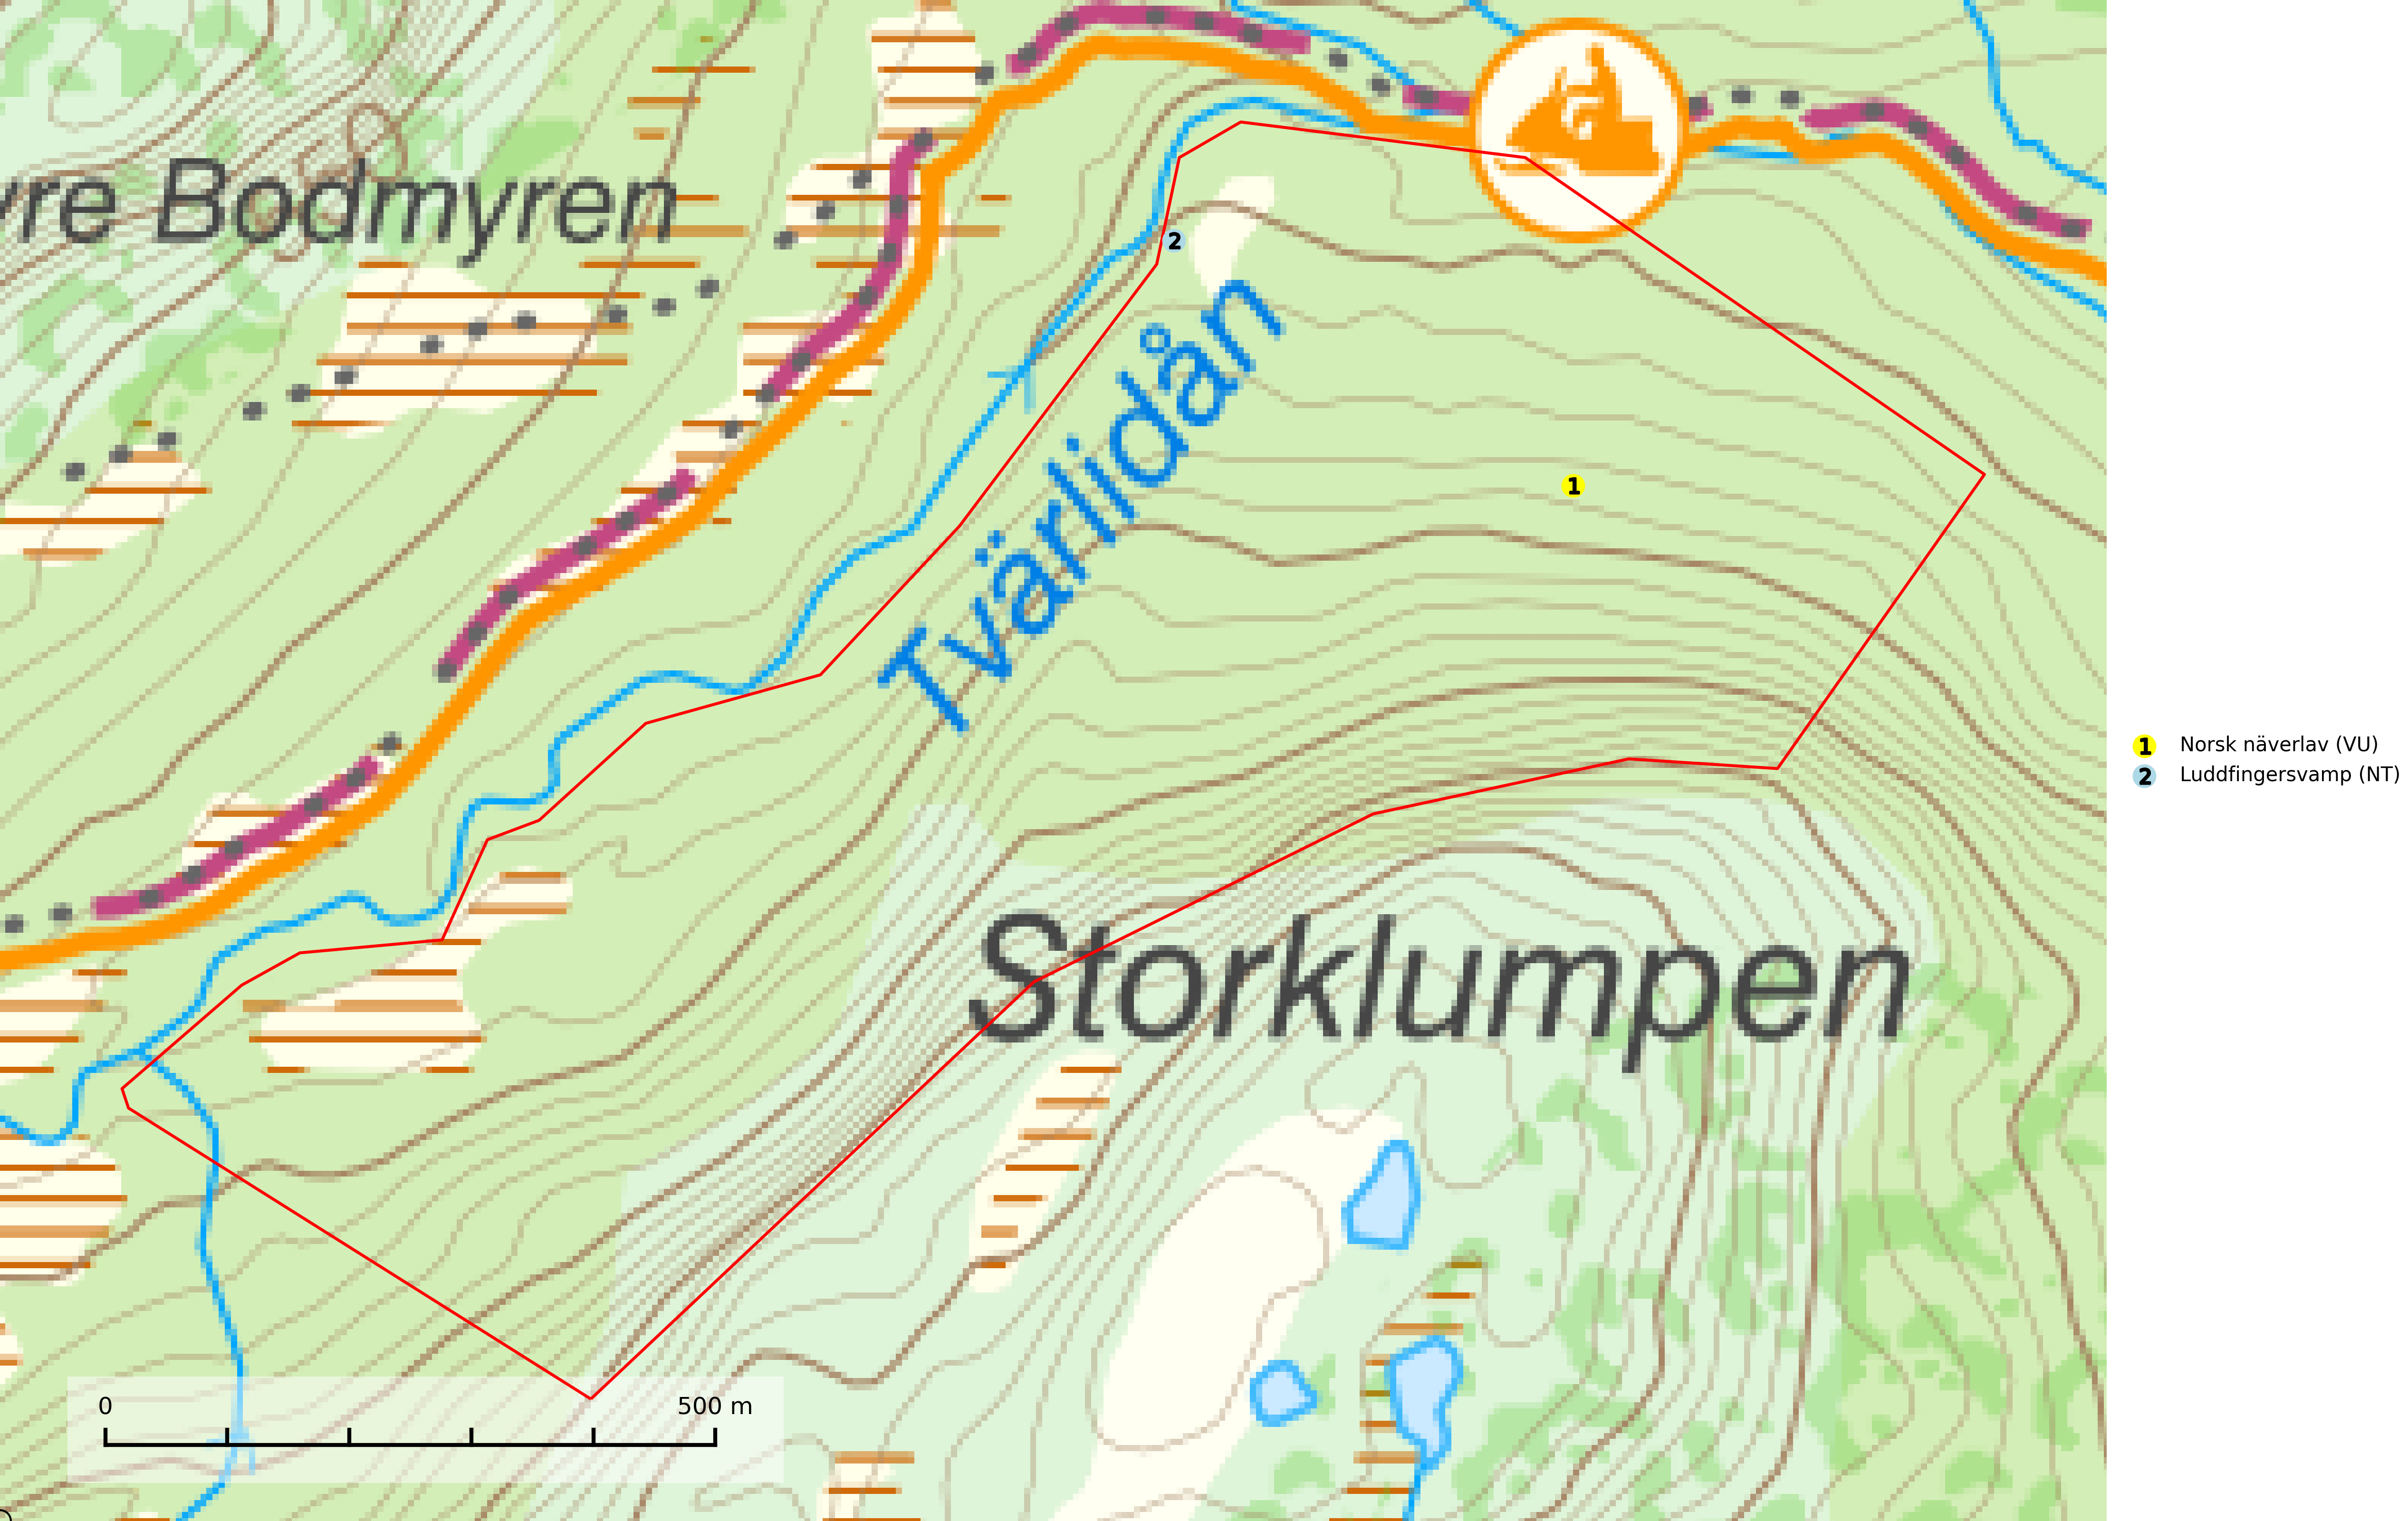 yre Bodmyren
2
Tvärlidån
1
Storklumpen
0 500 m
1 Norsk näverlav (VU)
2 Luddfingersvamp (NT)